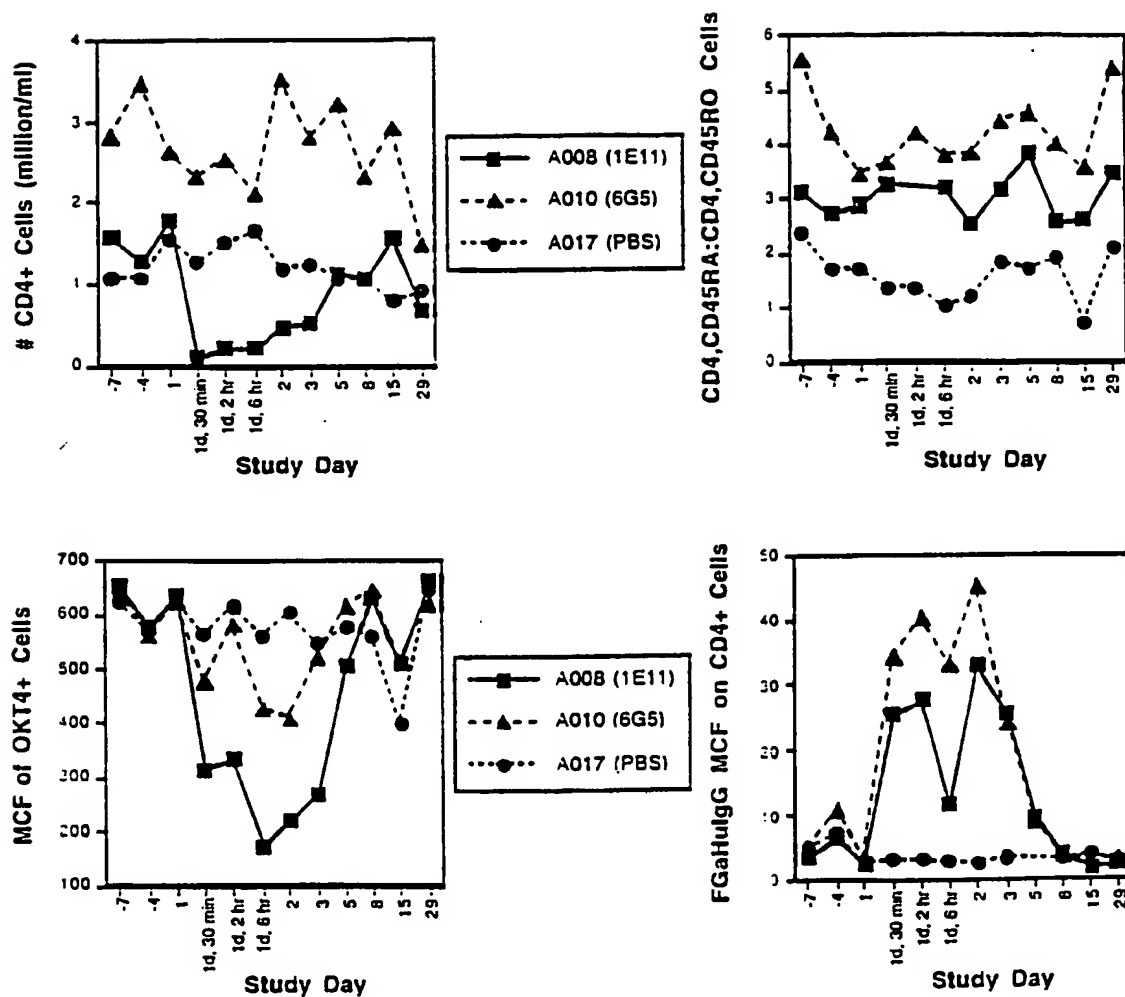 # CD4+ Cells (million/ml)
4
3
2
1
0
-7
-4
1
1d, 30 min
1d, 2 hr
1d, 6 hr
2
3
5
8
15
29
Study Day
A008 (1E11)
A010 (6G5)
A017 (PBS)
CD4,CD45RA:CD4,CD45RO Cells
6
5
4
3
2
1
0
-7
-4
1
1d, 30 min
1d, 2 hr
1d, 6 hr
2
3
5
8
15
29
Study Day
MCF of OKT4+ Cells
700
600
500
400
300
200
100
-7
-4
1
1d, 30 min
1d, 2 hr
1d, 6 hr
2
3
5
8
15
29
Study Day
A008 (1E11)
A010 (6G5)
A017 (PBS)
FGaHuIgG MCF on CD4+ Cells
50
40
30
-7
-4
1
1d, 30 min
1d, 2 hr
1d, 6 hr
2
3
5
8
15
29
Study Day